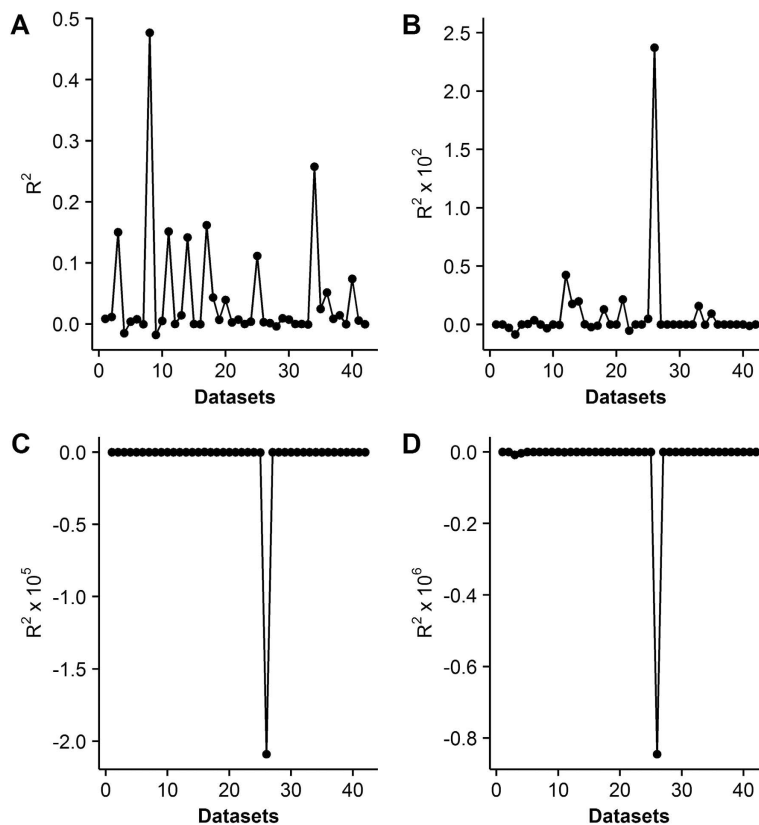 A
0.5
0.4
0.3
0.2
0.1
0.0
R²
0 10 20 30 40
Datasets
B
2.5
2.0
1.5
1.0
0.5
0.0
R² x 10²
0 10 20 30 40
Datasets
C
0.0
-0.5
-1.0
-1.5
-2.0
R² x 10⁵
0 10 20 30 40
Datasets
D
0.0
-0.2
-0.4
-0.6
-0.8
R² x 10⁶
0 10 20 30 40
Datasets